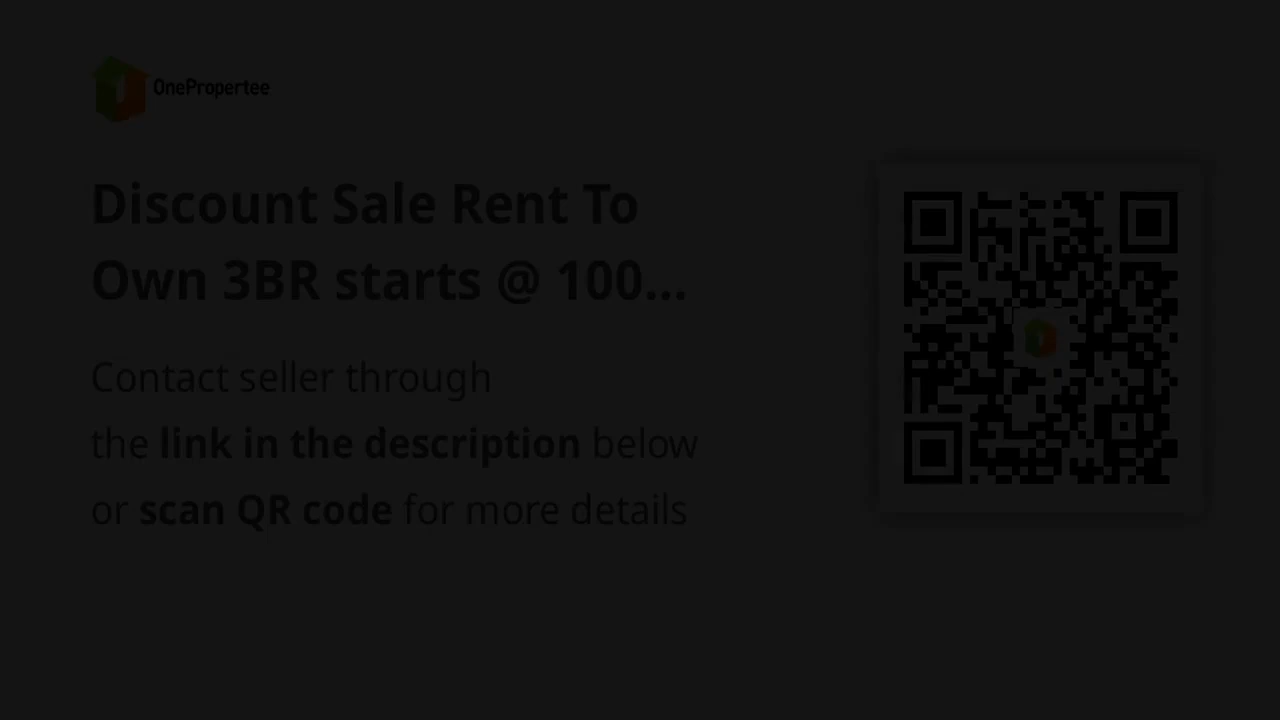 OnePropertee
Discount Sale Rent To
Own 3BR starts @ 100...
Contact seller through
the link in the description below
or scan QR code for more details